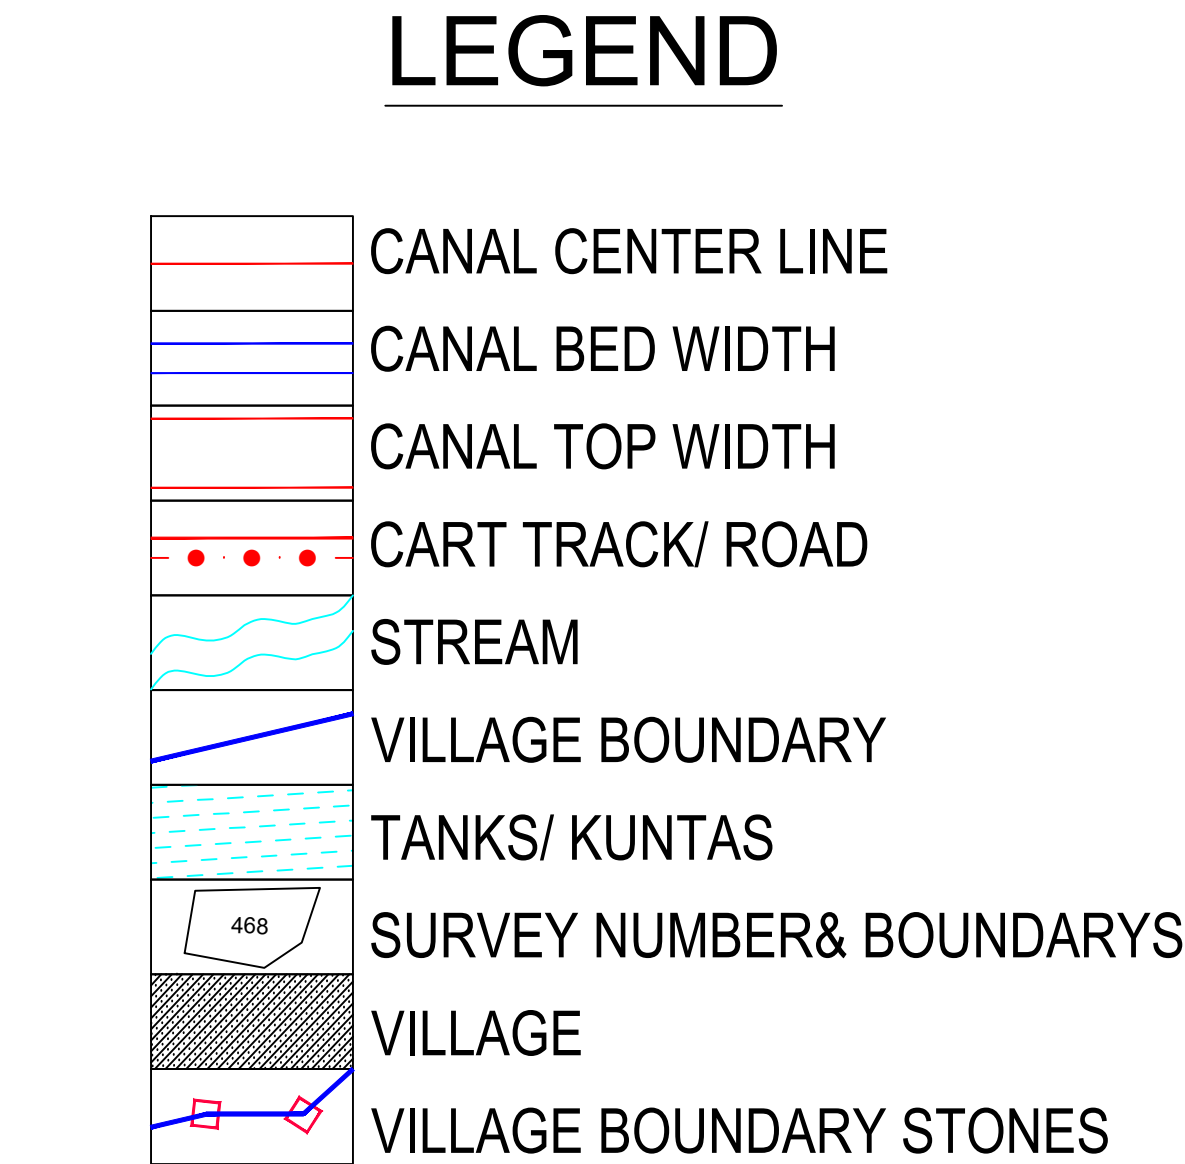 LEGEND
CANAL CENTER LINE
CANAL BED WIDTH
CANAL TOP WIDTH
CART TRACK/ ROAD
STREAM
VILLAGE BOUNDARY
TANKS/ KUNTAS
468 SURVEY NUMBER& BOUNDARYS
VILLAGE
VILLAGE BOUNDARY STONES